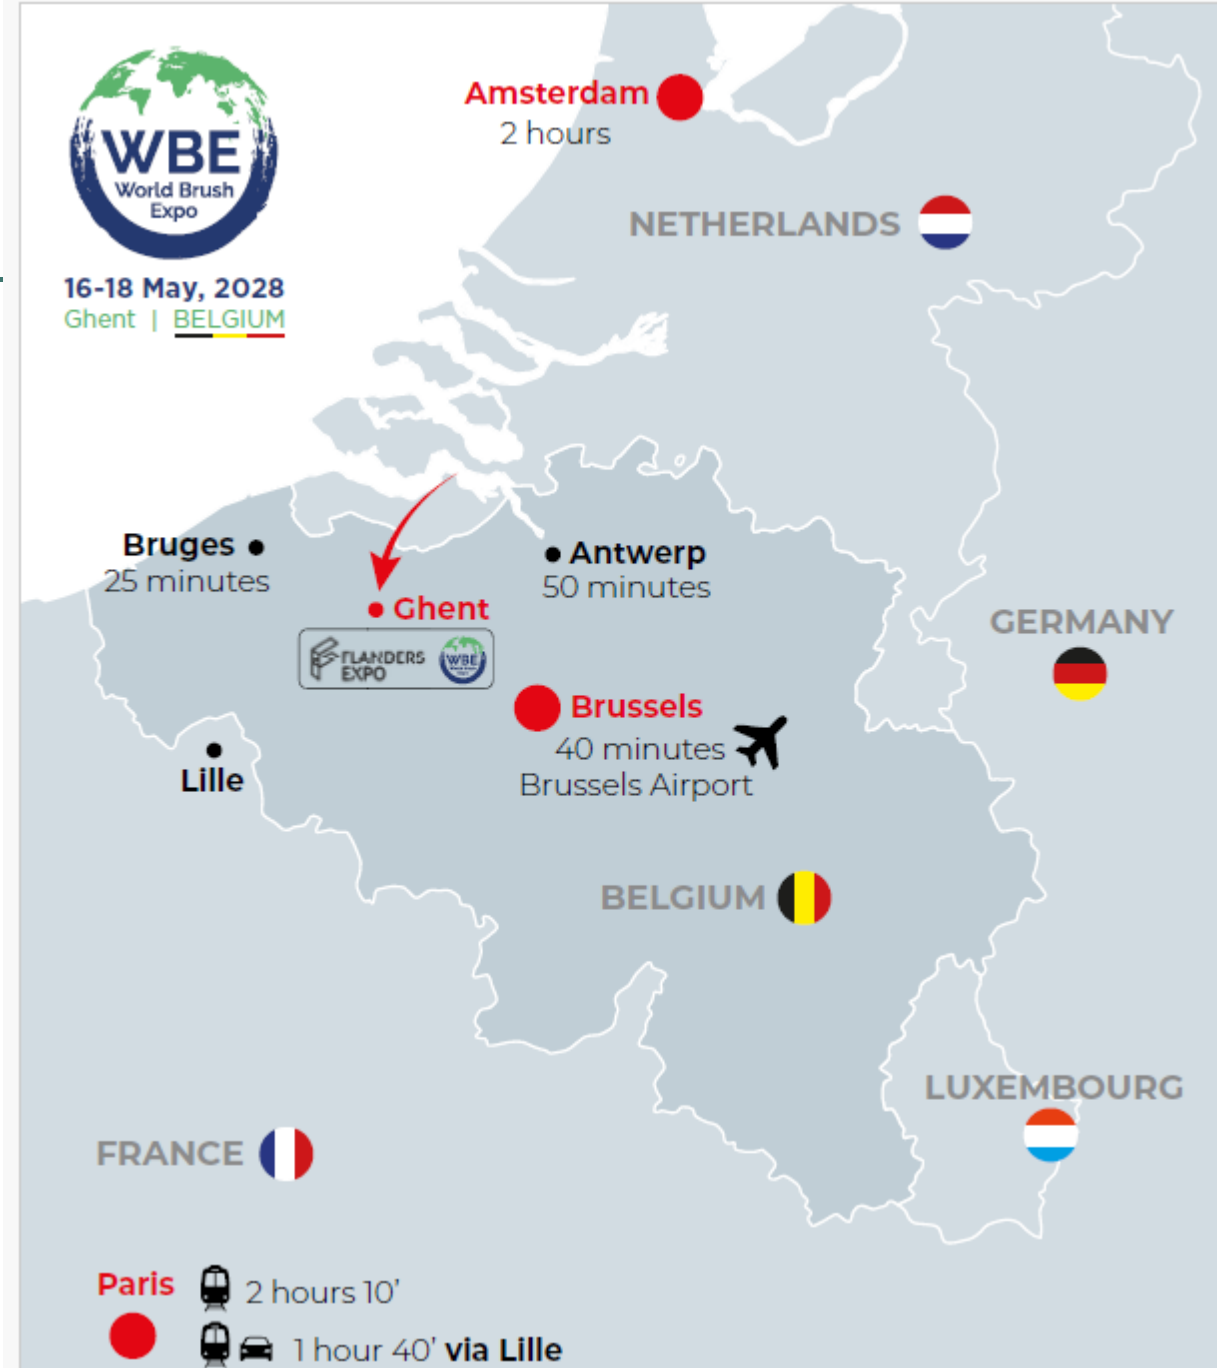 WBE
World Brush
Expo
16-18 May, 2028
Ghent | BELGIUM
Amsterdam
2 hours
NETHERLANDS
Bruges
25 minutes
Antwerp
50 minutes
Ghent
FLANDERS
EXPO
WBE
GERMANY
Brussels
40 minutes
Brussels Airport
Lille
BELGIUM
LUXEMBOURG
FRANCE
Paris
2 hours 10’
1 hour 40’ via Lille